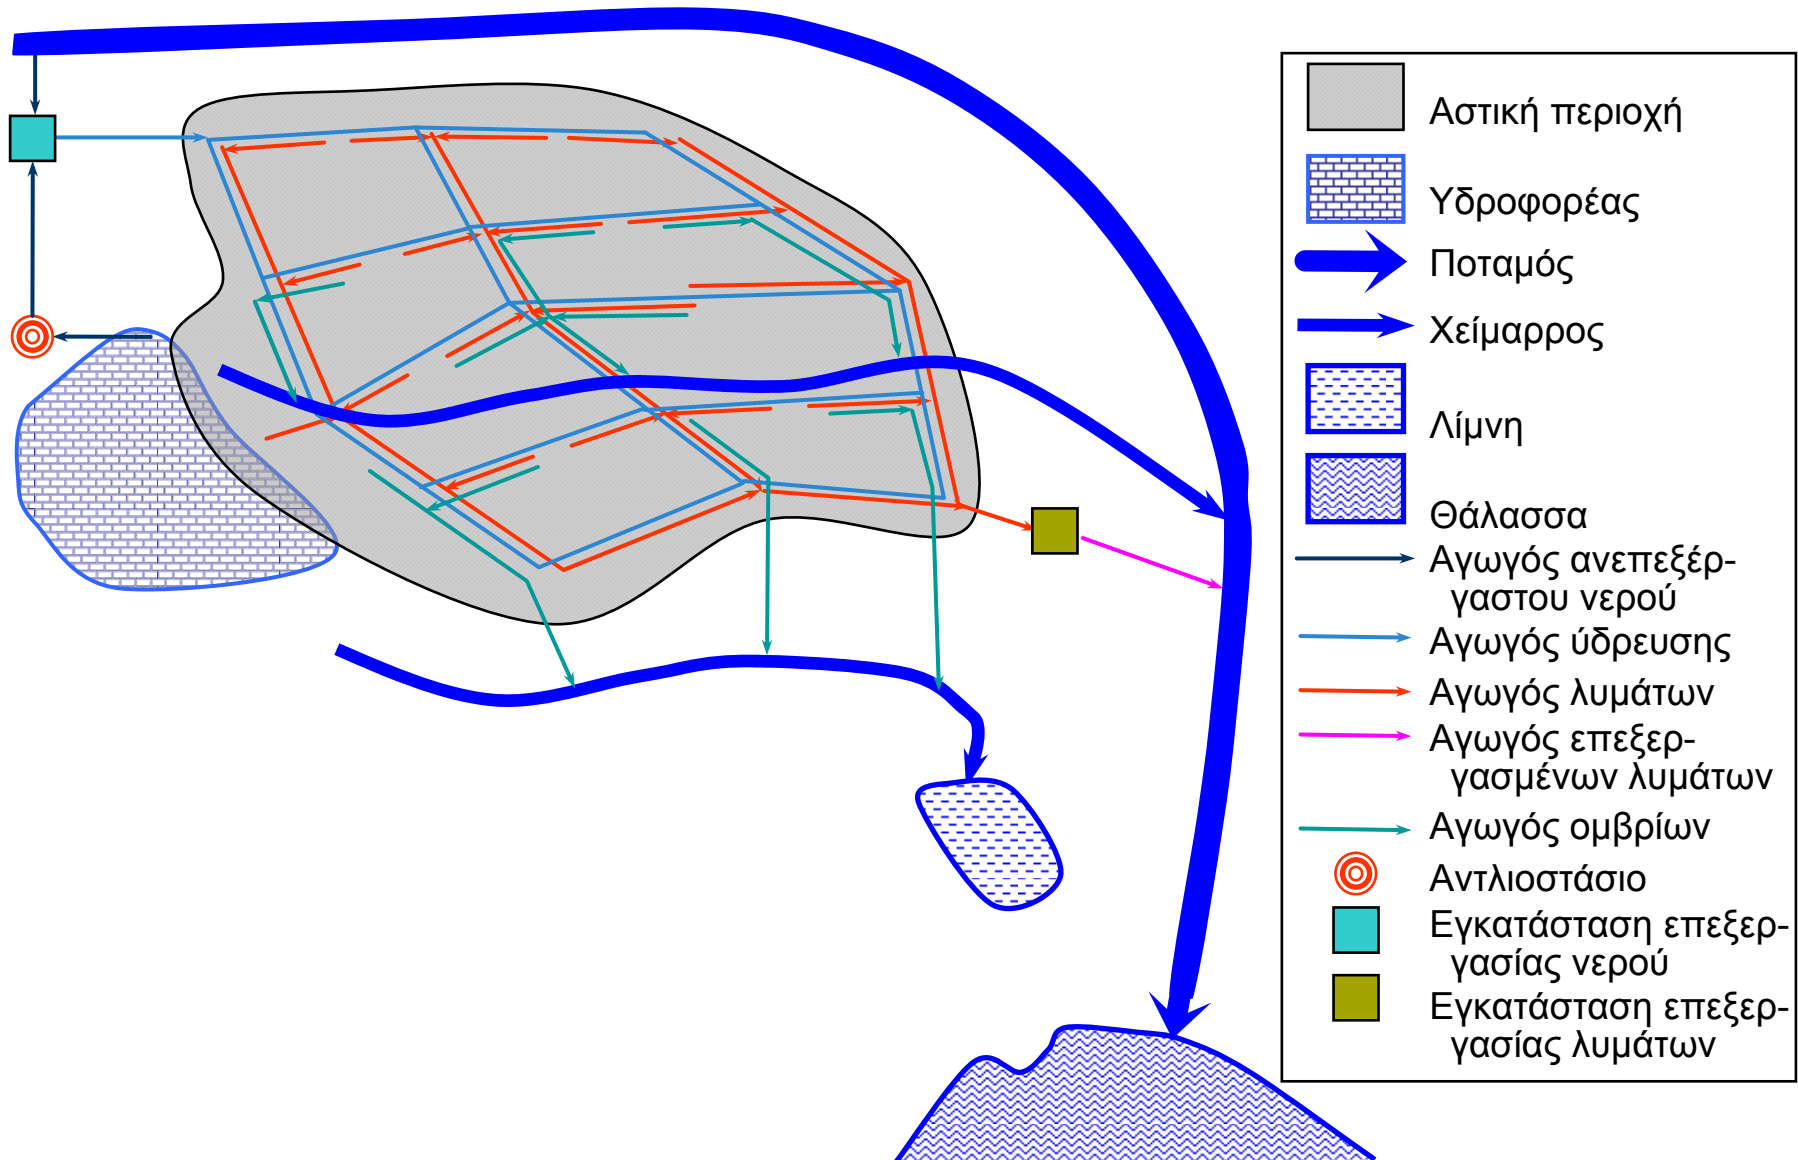 Αστική περιοχή
Υδροφορέας
Ποταμός
Χείμαρρος
Λίμνη
Θάλασσα
Αγωγός ανεπεξέρ-
γαστου νερού
Αγωγός ύδρευσης
Αγωγός λυμάτων
Αγωγός επεξερ-
γασμένων λυμάτων
Αγωγός ομβρίων
Αντλιοστάσιο
Εγκατάσταση επεξερ-
γασίας νερού
Εγκατάσταση επεξερ-
γασίας λυμάτων